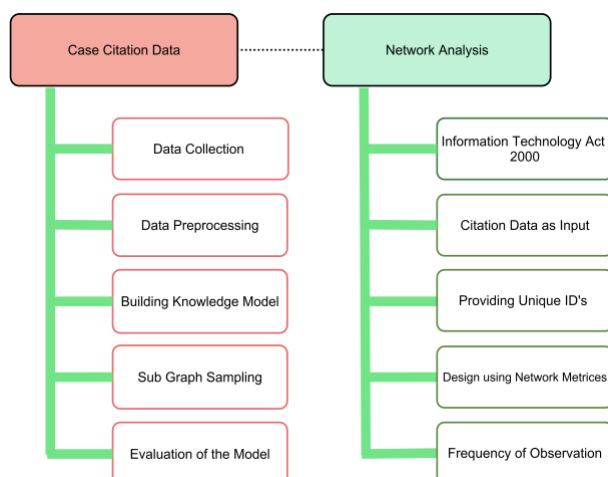 Case Citation Data
Network Analysis
Data Collection
Data Preprocessing
Building Knowledge Model
Sub Graph Sampling
Evaluation of the Model
Information Technology Act
2000
Citation Data as Input
Providing Unique ID's
Design using Network Metrices
Frequency of Observation